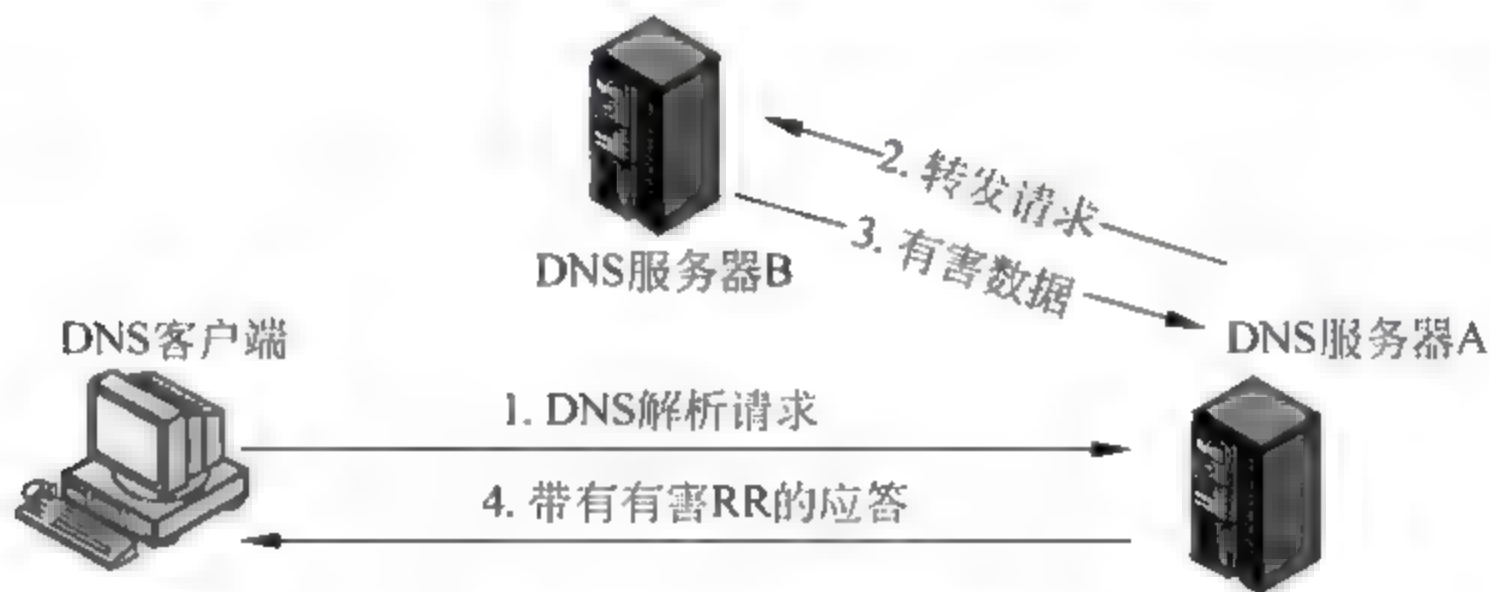 2. 转发请求
3. 有害数据
DNS服务器B
DNS客户端
DNS服务器A
1. DNS解析请求
4. 带有有害RR的应答